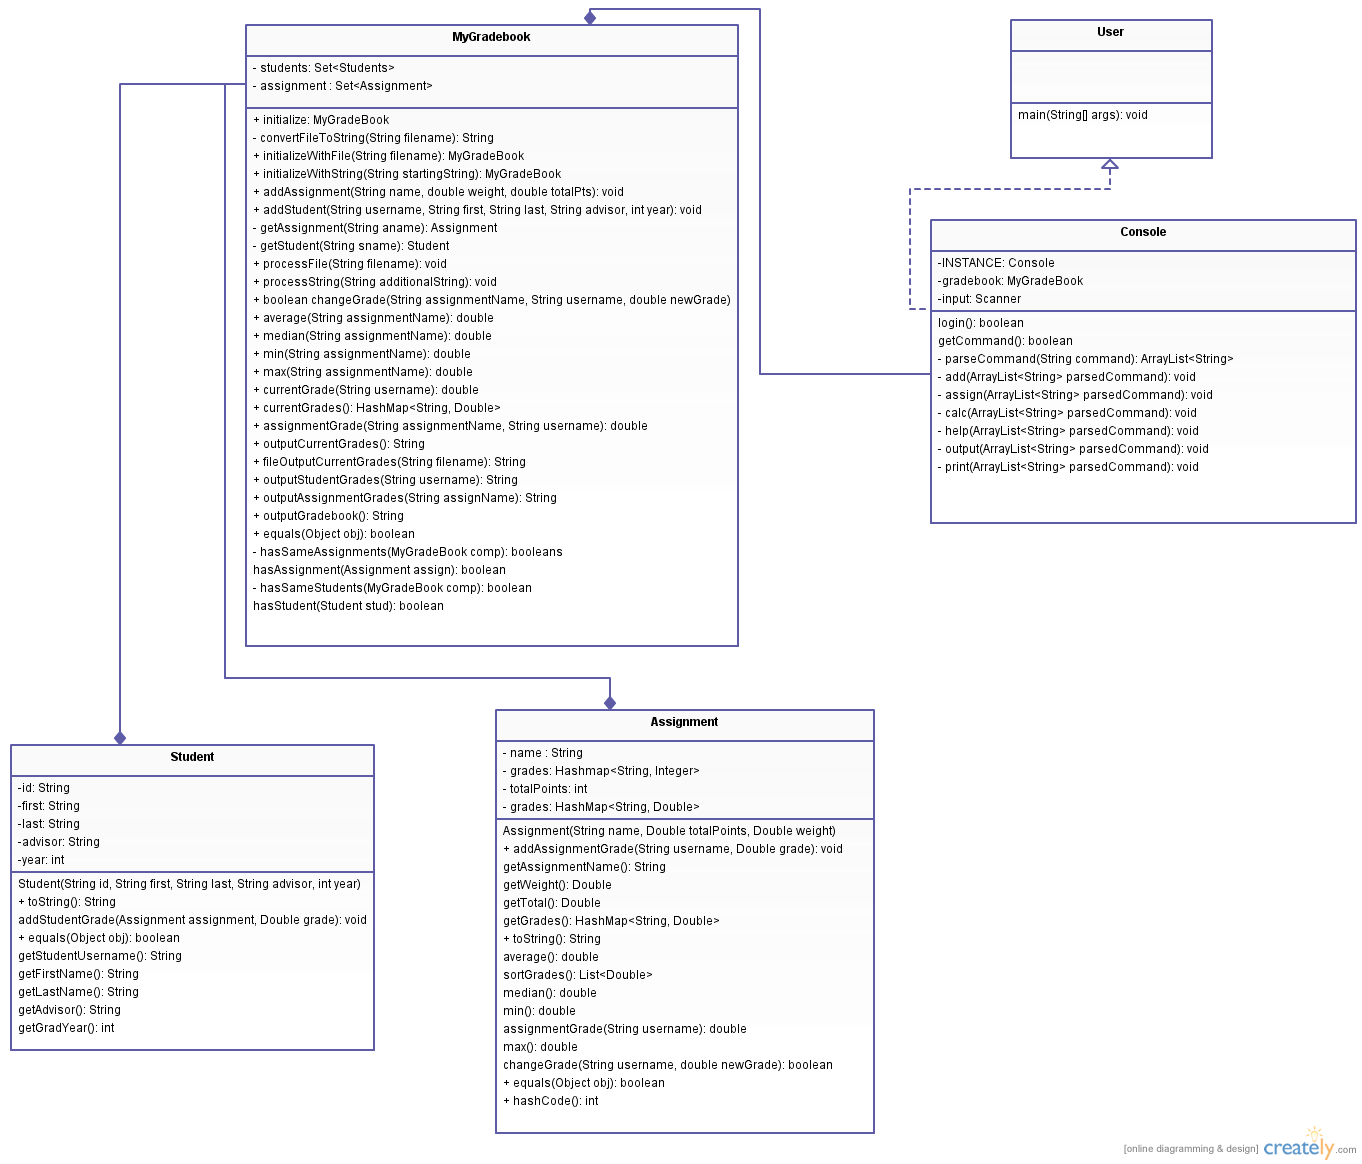 MyGradebook
- students: Set<Students>
- assignment : Set<Assignment>
+ initialize: MyGradeBook
- convertFileToString(String filename): String
+ initializeWithFile(String filename): MyGradeBook
+ initializeWithString(String startingString): MyGradeBook
+ addAssignment(String name, double weight, double totalPts): void
+ addStudent(String username, String first, String last, String advisor, int year): void
- getAssignment(String aname): Assignment
- getStudent(String sname): Student
+ processFile(String filename): void
+ processString(String additionalString): void
+ boolean changeGrade(String assignmentName, String username, double newGrade)
+ average(String assignmentName): double
+ median(String assignmentName): double
+ min(String assignmentName): double
+ max(String assignmentName): double
+ currentGrade(String username): double
+ currentGrades(): HashMap<String, Double>
+ assignmentGrade(String assignmentName, String username): double
+ outputCurrentGrades(): String
+ fileOutputCurrentGrades(String filename): String
+ outputStudentGrades(String username): String
+ outputAssignmentGrades(String assignName): String
+ outputGradebook(): String
+ equals(Object obj): boolean
- hasSameAssignments(MyGradeBook comp): booleans
hasAssignment(Assignment assign): boolean
- hasSameStudents(MyGradeBook comp): boolean
hasStudent(Student stud): boolean
User
main(String[] args): void
Console
-INSTANCE: Console
-gradebook: MyGradeBook
-input: Scanner
login(): boolean
getCommand(): boolean
- parseCommand(String command): ArrayList<String>
- add(ArrayList<String> parsedCommand): void
- assign(ArrayList<String> parsedCommand): void
- calc(ArrayList<String> parsedCommand): void
- help(ArrayList<String> parsedCommand): void
- output(ArrayList<String> parsedCommand): void
- print(ArrayList<String> parsedCommand): void
Student
-id: String
-first: String
-last: String
-advisor: String
-year: int
Student(String id, String first, String last, String advisor, int year)
+ toString(): String
addStudentGrade(Assignment assignment, Double grade): void
+ equals(Object obj): boolean
getStudentUsername(): String
getFirstName(): String
getLastName(): String
getAdvisor(): String
getGradYear(): int
Assignment
- name : String
- grades: Hashmap<String, Integer>
- totalPoints: int
- grades: HashMap<String, Double>
Assignment(String name, Double totalPoints, Double weight)
+ addAssignmentGrade(String username, Double grade): void
getAssignmentName(): String
getWeight(): Double
getTotal(): Double
getGrades(): HashMap<String, Double>
+ toString(): String
average(): double
sortGrades(): List<Double>
median(): double
min(): double
assignmentGrade(String username): double
max(): double
changeGrade(String username, double newGrade): boolean
+ equals(Object obj): boolean
+ hashCode(): int
[online diagramming & design] creately.com